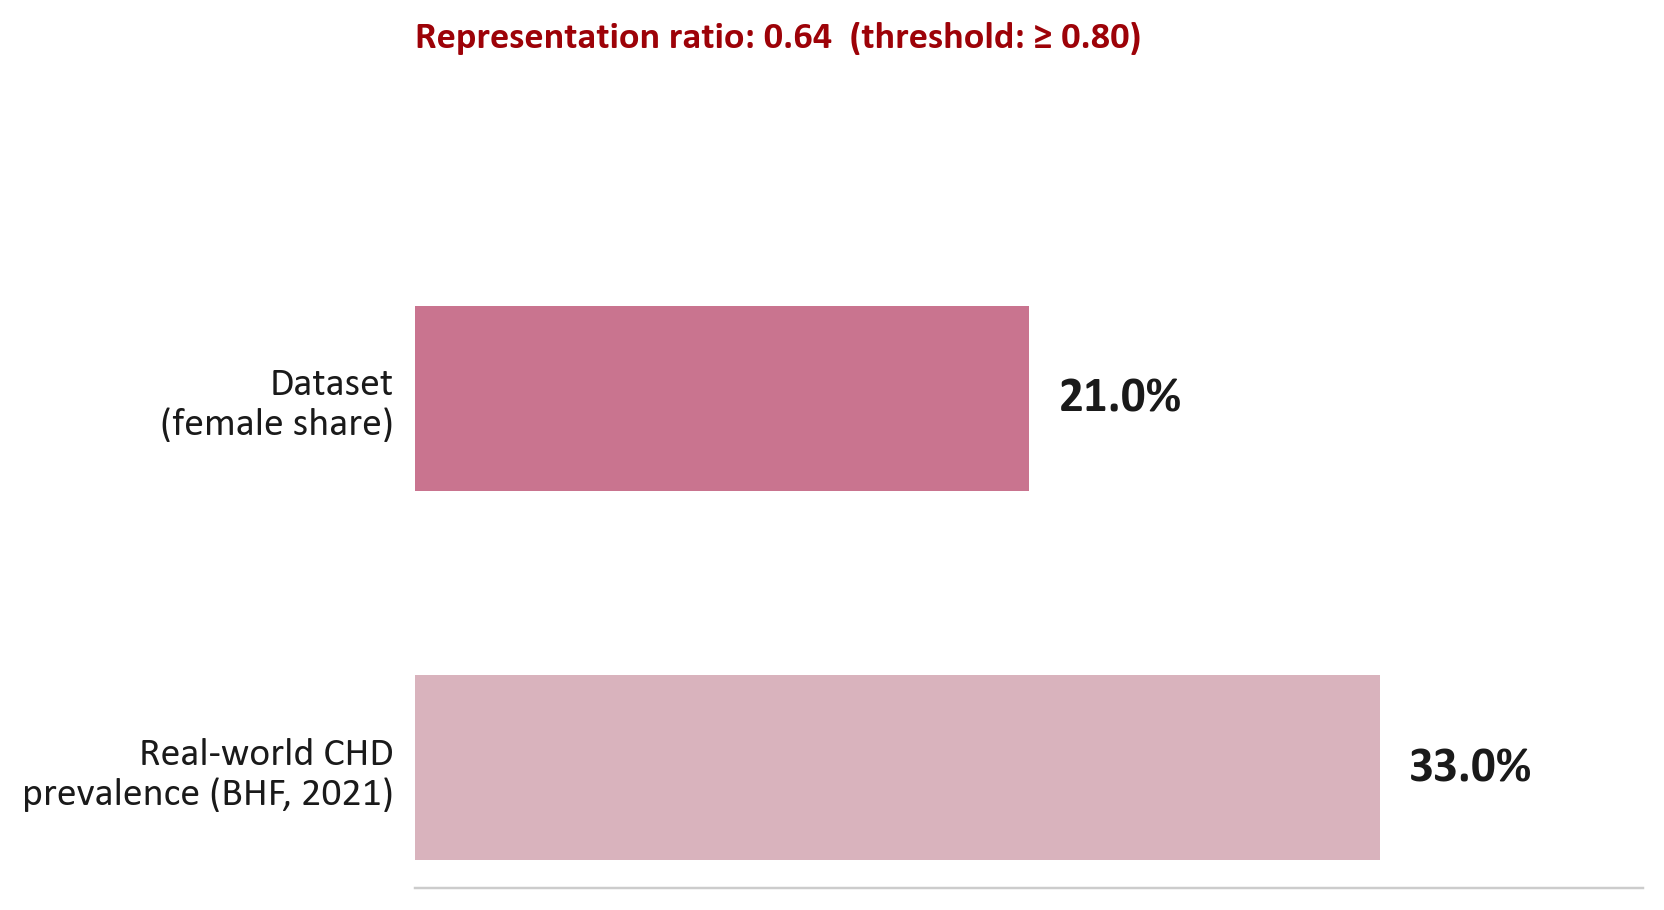 Representation ratio: 0.64  (threshold: ≥ 0.80)
Dataset
(female share)
21.0%
Real-world CHD
prevalence (BHF, 2021)
33.0%